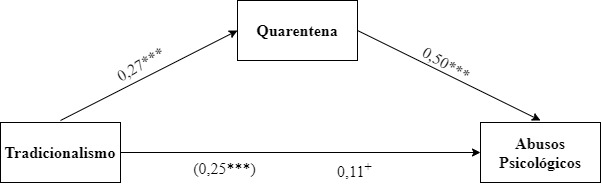 Quarentena
0,27***
0,50***
Tradicionalismo
Abusos
Psicológicos
(0,25***)
0,11+